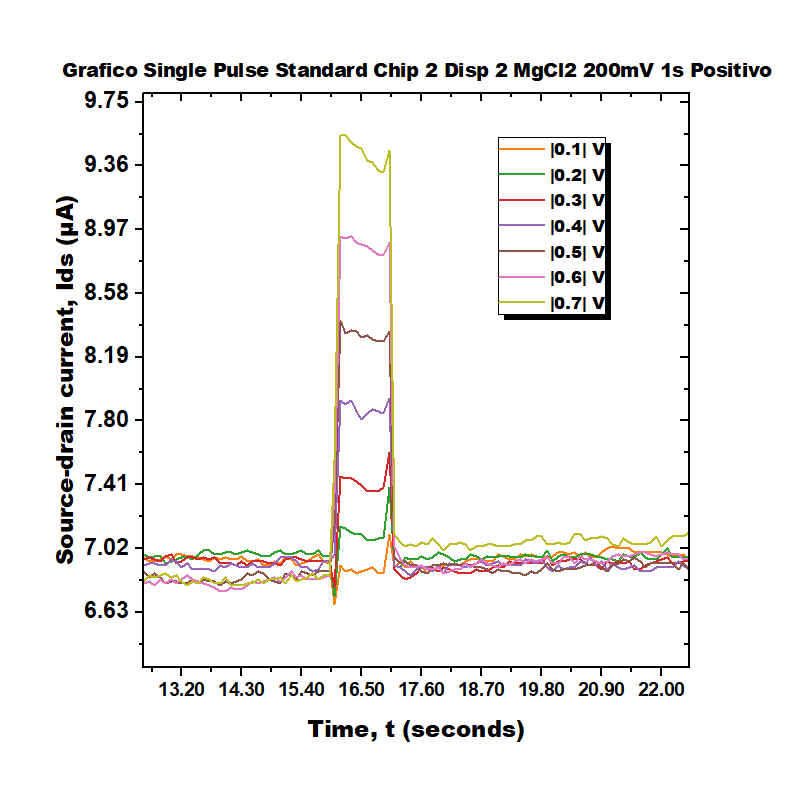 Grafico Single Pulse Standard Chip 2 Disp 2 MgCl2 200mV 1s Positivo
9.75
9.36
8.97
8.58
8.19
7.80
7.41
7.02
6.63
Source-drain current, Ids (µA)
|0.1| V
|0.2| V
|0.3| V
|0.4| V
|0.5| V
|0.6| V
|0.7| V
13.20 14.30 15.40 16.50 17.60 18.70 19.80 20.90 22.00
Time, t (seconds)